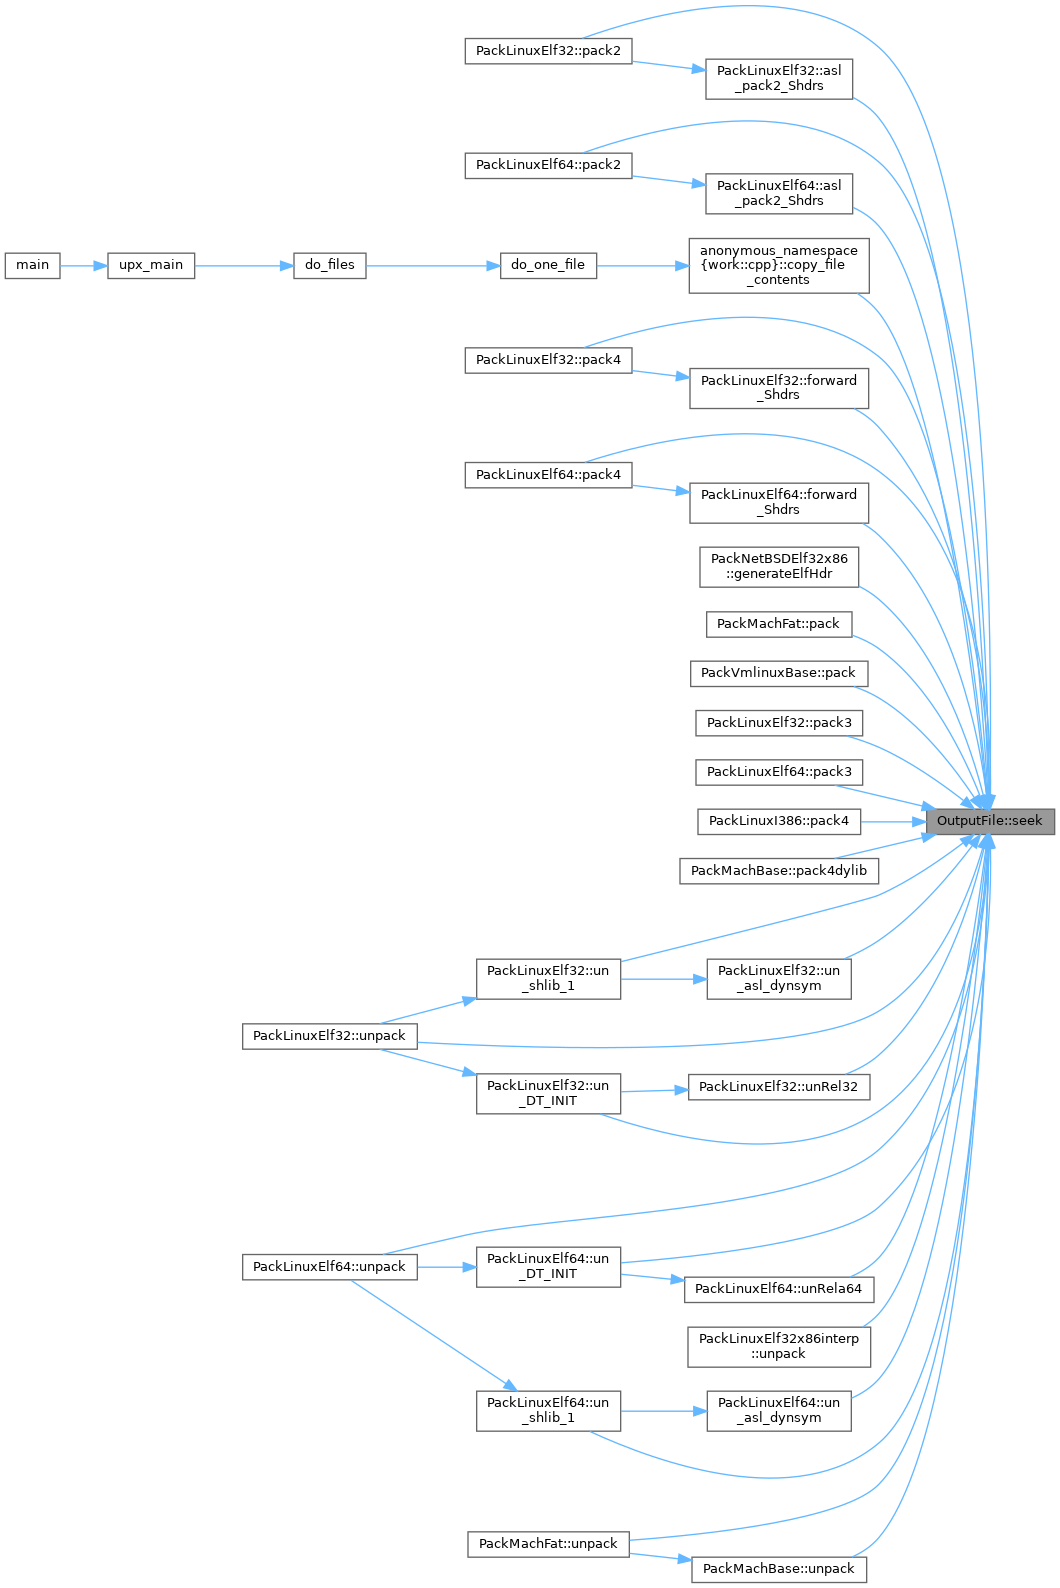 PackLinuxElf32::pack2
PackLinuxElf32::asl
_pack2_Shdrs
PackLinuxElf64::pack2
PackLinuxElf64::asl
_pack2_Shdrs
main
upx_main
do_files
do_one_file
anonymous_namespace
{work::cpp}::copy_file
_contents
PackLinuxElf32::pack4
PackLinuxElf32::forward
_Shdrs
PackLinuxElf64::pack4
PackLinuxElf64::forward
_Shdrs
PackNetBSDElf32x86
::generateElfHdr
PackMachFat::pack
PackVmlinuxBase::pack
PackLinuxElf32::pack3
PackLinuxElf64::pack3
PackLinuxI386::pack4
OutputFile::seek
PackMachBase::pack4dylib
PackLinuxElf32::un
_shlib_1
PackLinuxElf32::un
_asl_dynsym
PackLinuxElf32::unpack
PackLinuxElf32::un
_DT_INIT
PackLinuxElf32::unRel32
PackLinuxElf64::unpack
PackLinuxElf64::un
_DT_INIT
PackLinuxElf64::unRela64
PackLinuxElf32x86interp
::unpack
PackLinuxElf64::un
_shlib_1
PackLinuxElf64::un
_asl_dynsym
PackMachFat::unpack
PackMachBase::unpack